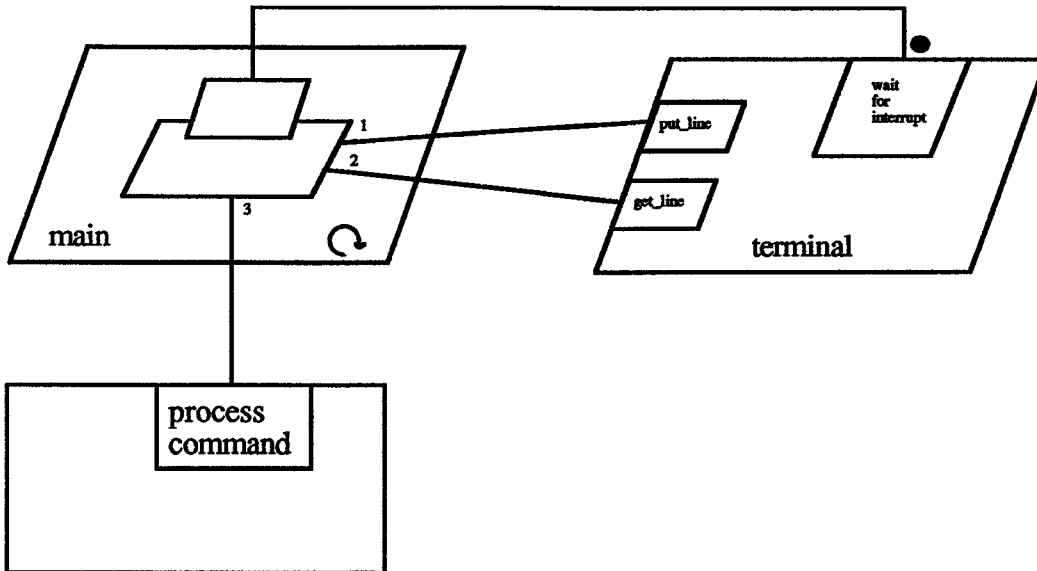 wait
for
interrupt
1
put_line
2
get_line
3
main
terminal
process
command